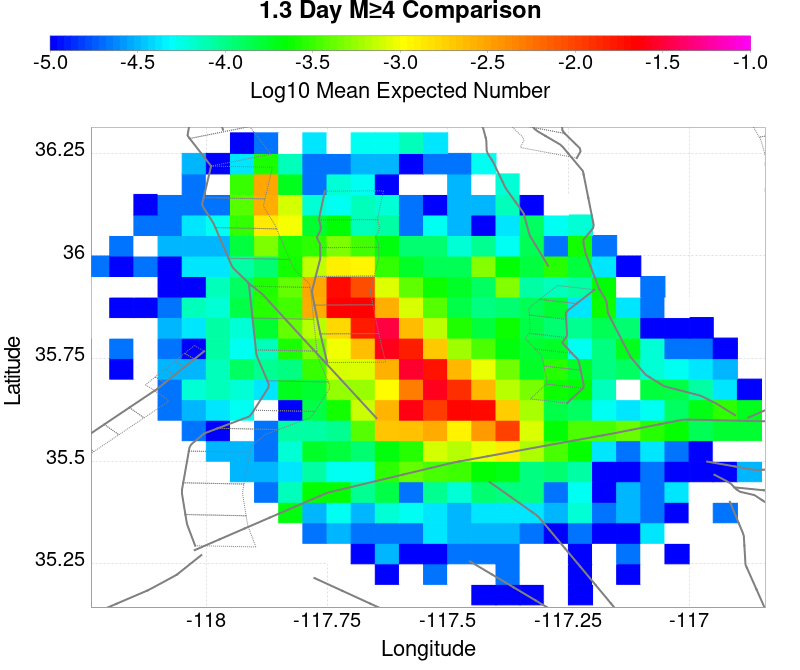 1.3 Day M≥4 Comparison
-5.0 -4.5 -4.0 -3.5 -3.0 -2.5 -2.0 -1.5 -1.0
Log10 Mean Expected Number
36.25
36
35.75
35.5
35.25
Latitude
-118 -117.75 -117.5 -117.25 -117
Longitude